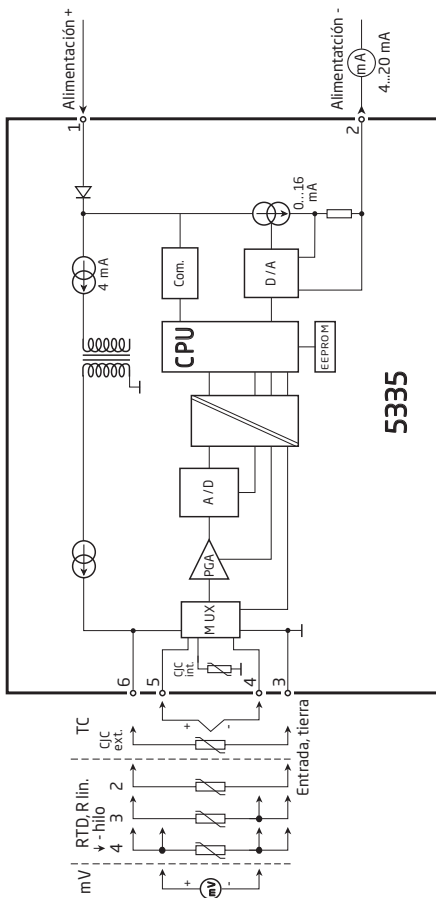 Alimentación +
1
Alimentatción -
mA
4...20 mA
2
4 mA
Com.
0...16
mA
D/A
CPU
EEPROM
5335
A/D
PGA
MUX
CJC
int.
6
5
4
3
TC
CJC
ext.
+
-
Entrada, tierra
RTD, R lin.
- hilo
2
3
4
mV
+
mV
-